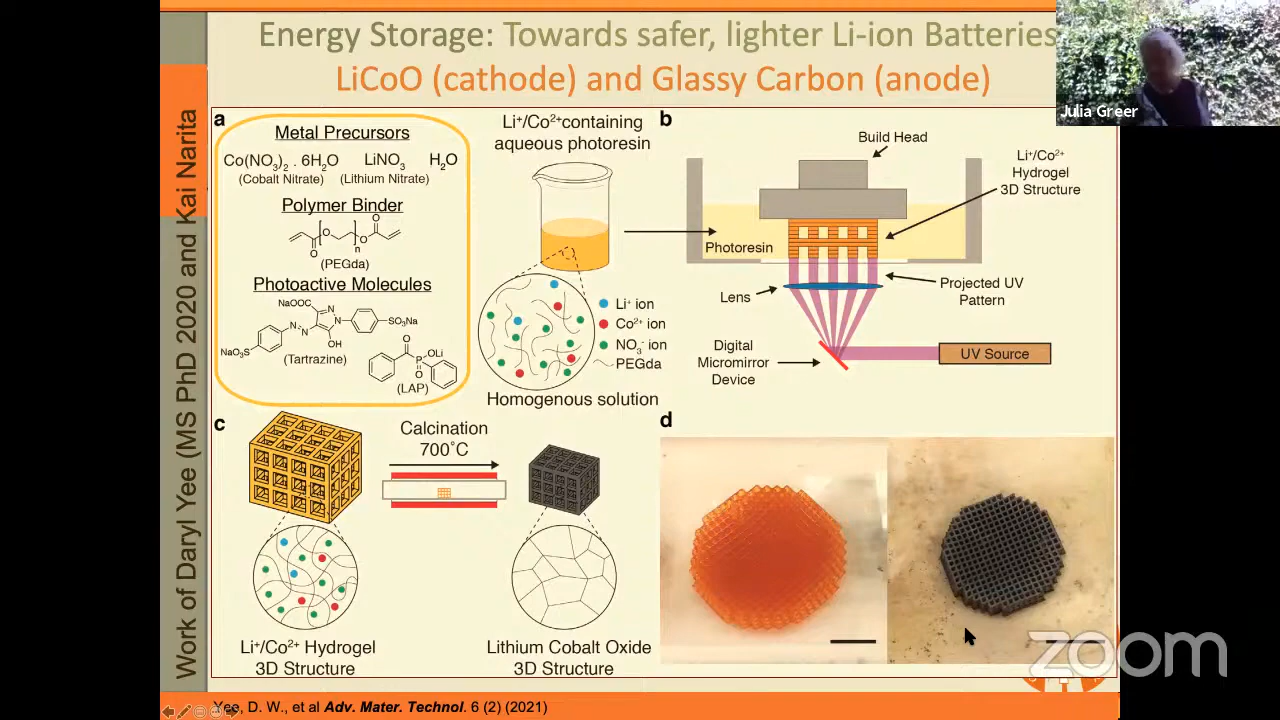 Energy Storage: Towards safer, lighter Li-ion Batteries
LiCoO (cathode) and Glassy Carbon (anode)
Julia Greer
Work of Daryl Yee (MS PhD 2020 and Kai Narita
a
Metal Precursors
Co(NO₃)₂ . 6H₂O LiNO₃ H₂O
(Cobalt Nitrate) (Lithium Nitrate)
Polymer Binder
O
O
O
O
n
O
(PEGda)
Photoactive Molecules
NaOOC
N
N
N
N
SO₃Na
OH
NaO₃S
(Tartrazine)
O
OLi
P
O
(LAP)
Li⁺/Co²⁺containing
aqueous photoresin
Li⁺ ion
Co²⁺ ion
NO₃⁻ ion
PEGda
Homogenous solution
b
Build Head
Li⁺/Co²⁺
Hydrogel
3D Structure
Photoresin
Lens
Projected UV
Pattern
Digital
Micromirror
Device
UV Source
c
Calcination
700˚C
Li⁺/Co²⁺ Hydrogel
3D Structure
Lithium Cobalt Oxide
3D Structure
d
zoom
Yee, D. W., et al Adv. Mater. Technol. 6 (2) (2021)